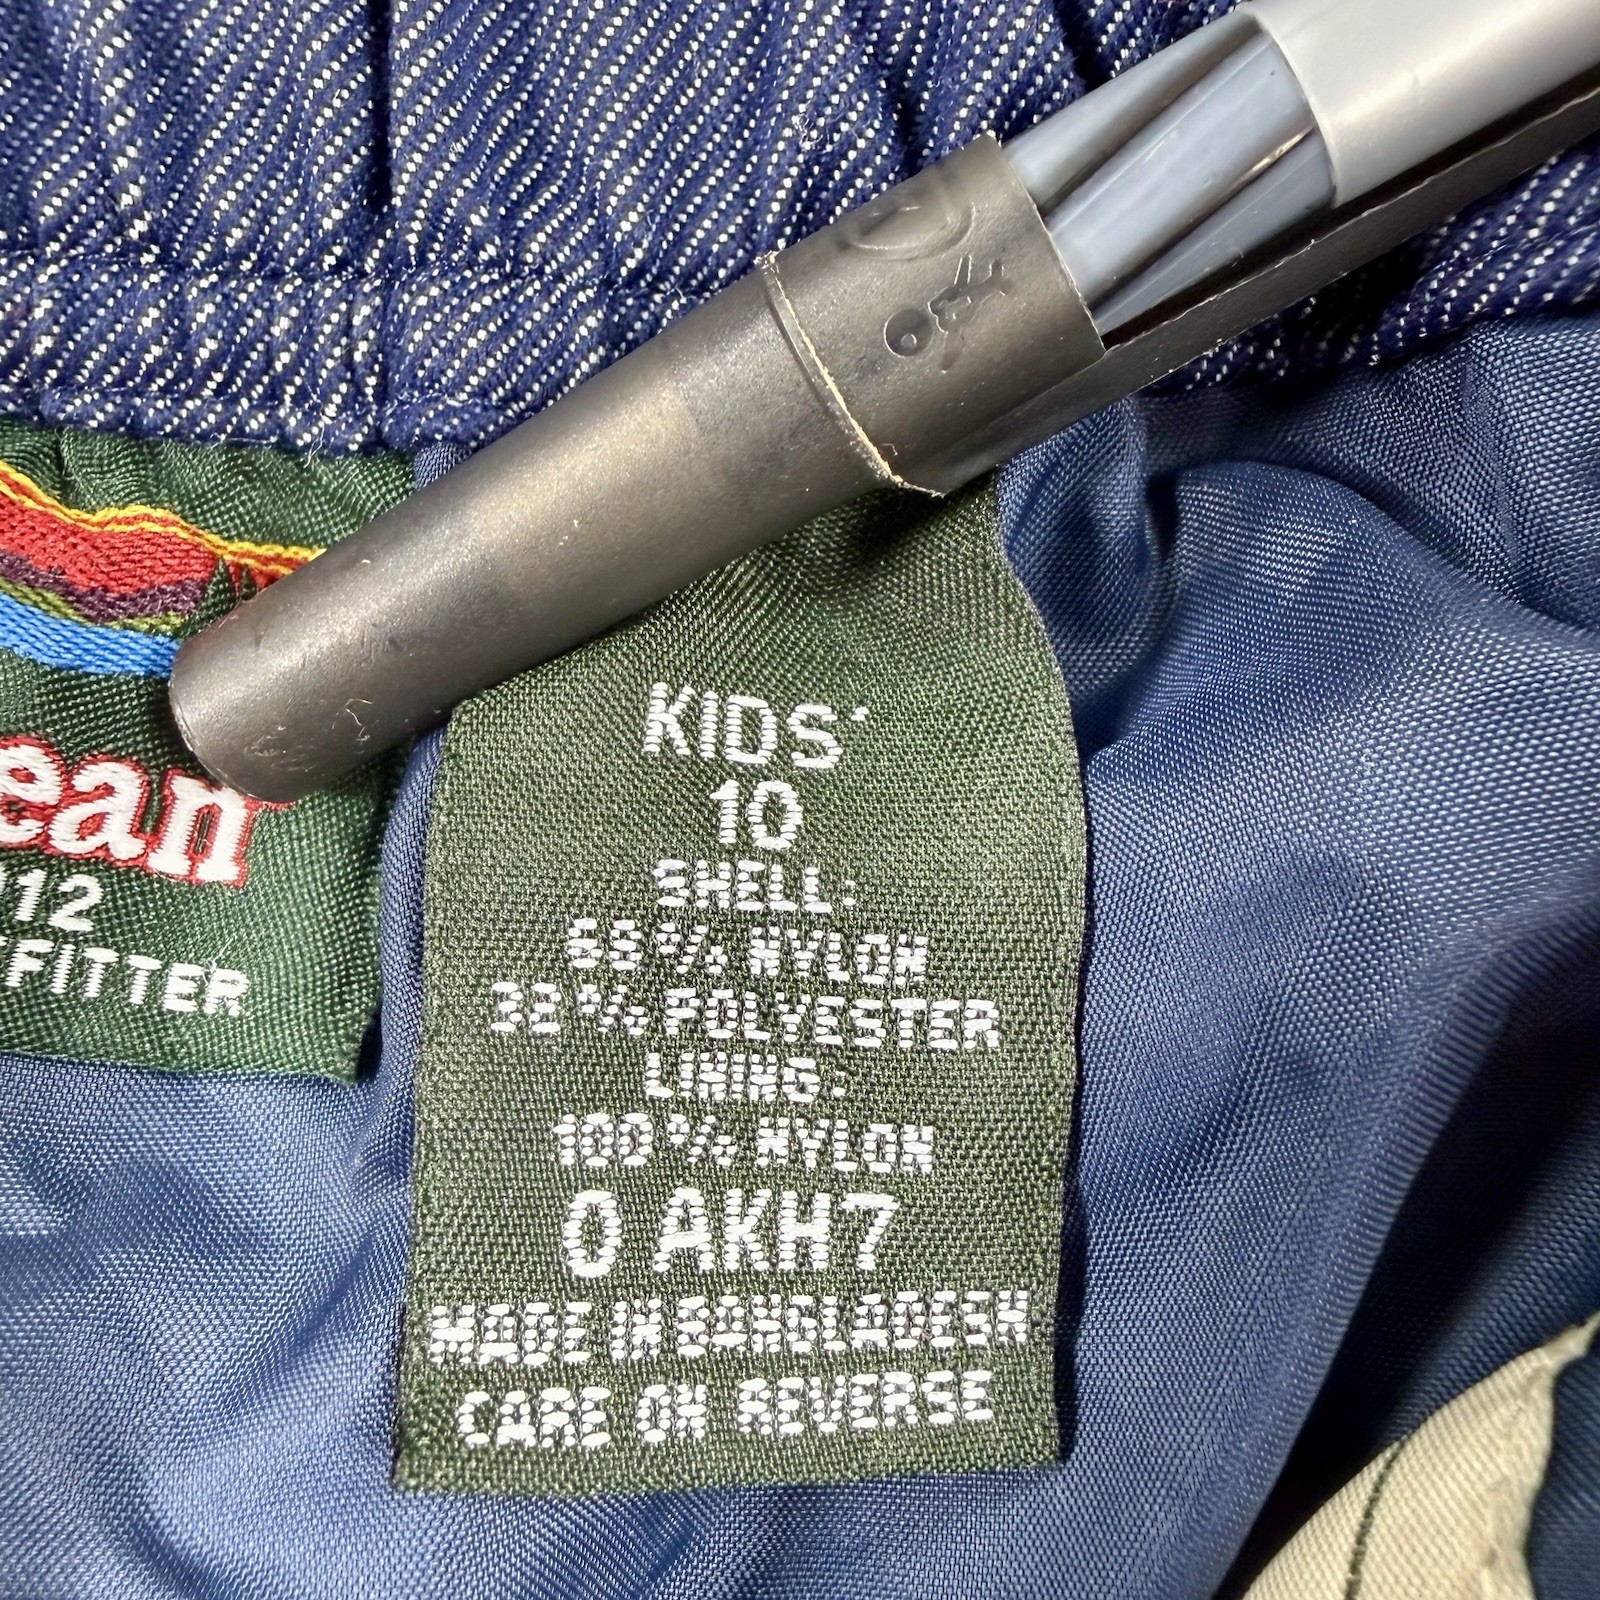 ean
12
FITTER
KIDS'
10
SHELL:
NYLON
POLYESTER
LINING:
100% NYLON
0 AKH7
MADE IN BANGLADESH
CARE ON REVERSE